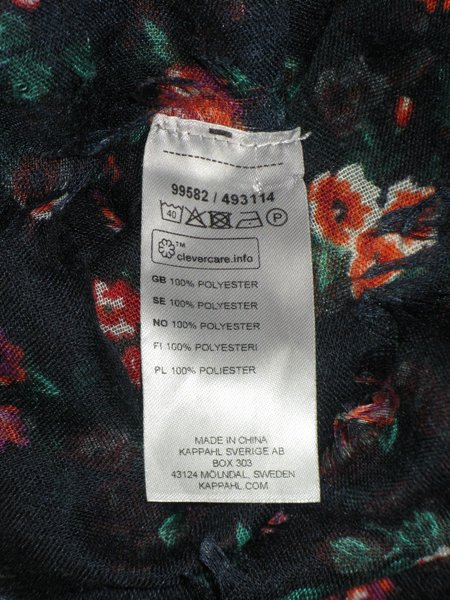 99582 / 493114
40 P
™ clevercare.info
GB 100% POLYESTER
SE 100% POLYESTER
NO 100% POLYESTER
FI 100% POLYESTERI
PL 100% POLIESTER
MADE IN CHINA
KAPPAHL SVERIGE AB
BOX 303
43124 MÖLNDAL, SWEDEN
KAPPAHL.COM